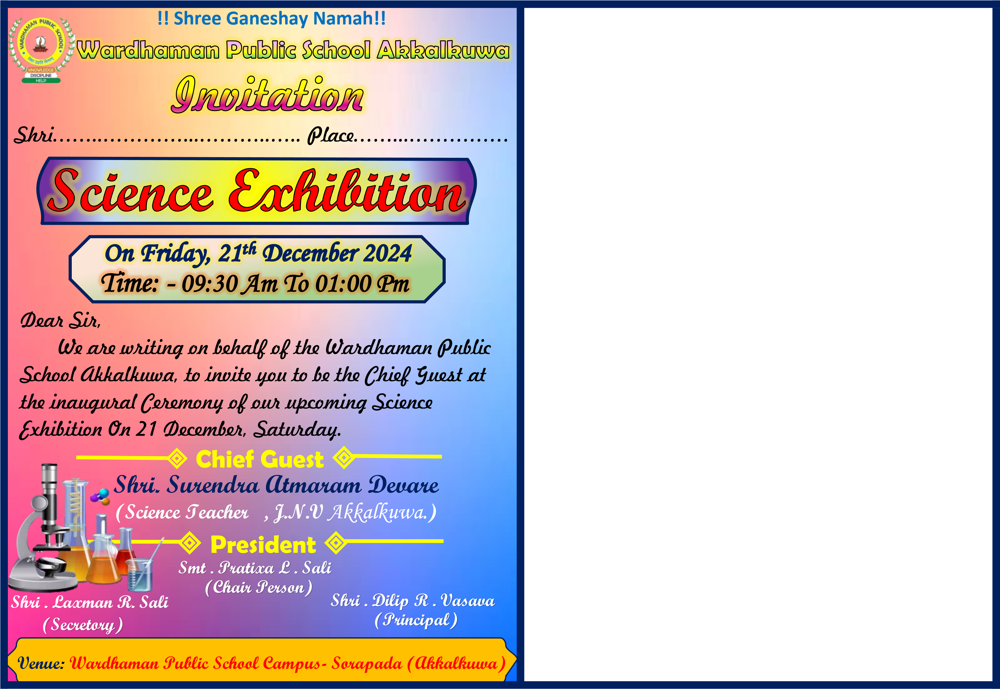 !! Shree Ganeshay Namah!!
VARDHAMAN PUBLIC SCHOOL
विद्या ददाति विनयम्
KNOWLEDGE
DISCIPLINE
HELP
Wardhaman Public School Akkalkuwa
Invitation
Shri................................................ Place..............................
Science Exhibition
On Friday, 21th December 2024
Time: - 09:30 Am To 01:00 Pm
Dear Sir,
We are writing on behalf of the Wardhaman Public
School Akkalkuwa, to invite you to be the Chief Guest at
the inaugural Ceremony of our upcoming Science
Exhibition On 21 December, Saturday.
Chief Guest
Shri. Surendra Atmaram Devare
(Science Teacher , J.N.V Akkalkuwa.)
President
Smt . Pratixa L . Sali
(Chair Person)
Shri . Laxman R. Sali
(Secretory)
Shri . Dilip R . Vasava
(Principal)
Venue: Wardhaman Public School Campus- Sorapada (Akkalkuwa)